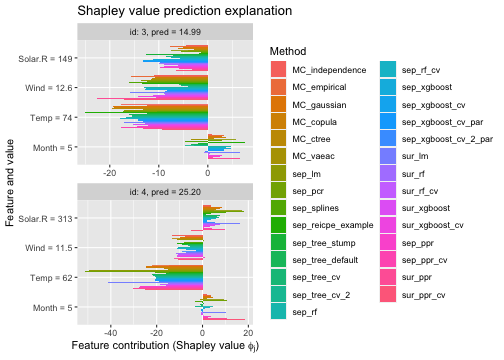 Shapley value prediction explanation
id: 3, pred = 14.99
Solar.R = 149
Wind = 12.6
Temp = 74
Month = 5
-20
-10
0
id: 4, pred = 25.20
Solar.R = 313
Wind = 11.5
Temp = 62
Month = 5
-40
-20
0
20
Feature and value
Feature contribution (Shapley value ϕj)
Method
MC_independence
MC_empirical
MC_gaussian
MC_copula
MC_ctree
MC_vaeac
sep_lm
sep_pcr
sep_splines
sep_reicpe_example
sep_tree_stump
sep_tree_default
sep_tree_cv
sep_tree_cv_2
sep_rf
sep_rf_cv
sep_xgboost
sep_xgboost_cv
sep_xgboost_cv_par
sep_xgboost_cv_2_par
sur_lm
sur_rf
sur_rf_cv
sur_xgboost
sur_xgboost_cv
sep_ppr
sep_ppr_cv
sur_ppr
sur_ppr_cv